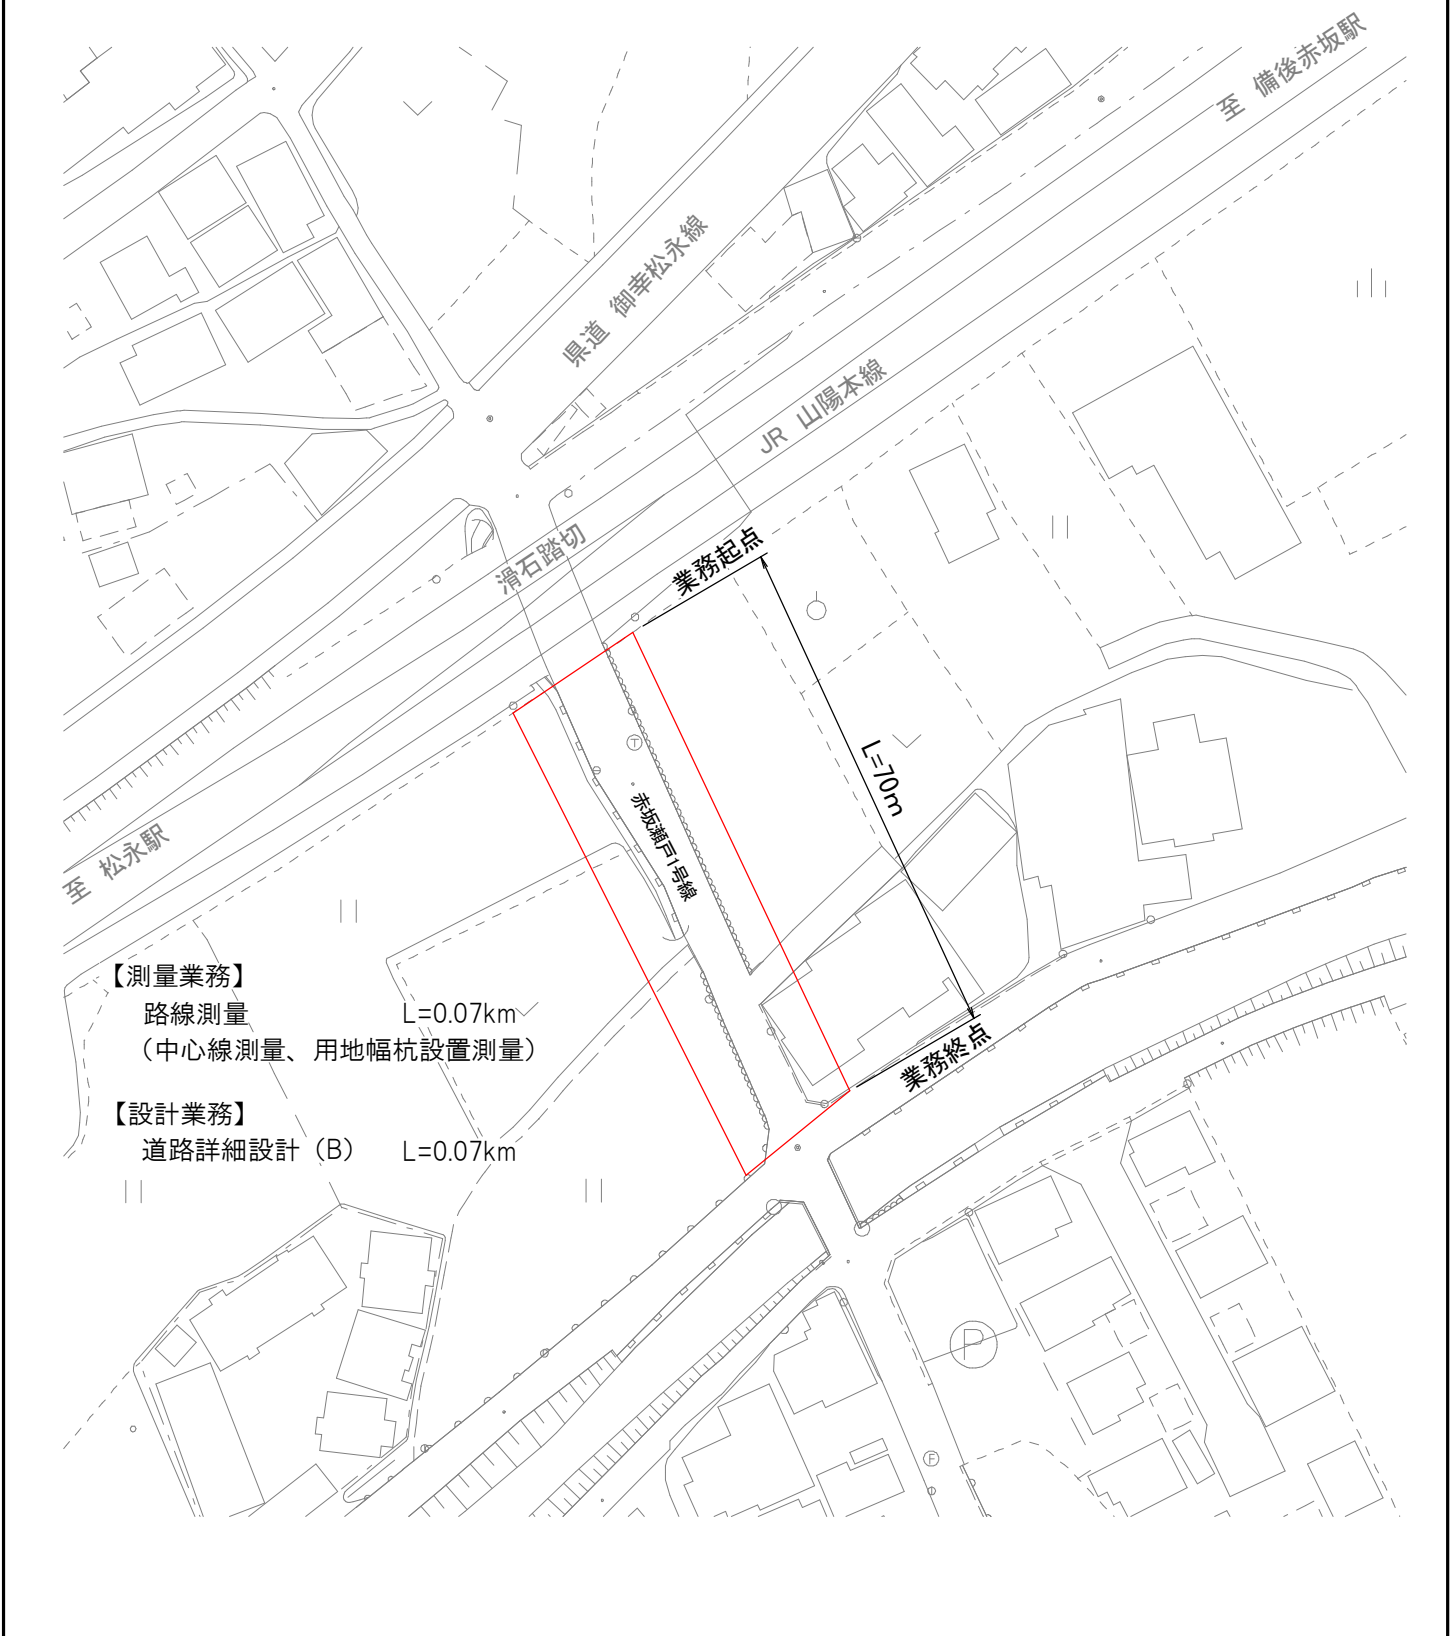 至 備後赤坂駅
県道 御幸松永線
JR 山陽本線
滑石踏切
業務起点
L=70m
赤坂瀬戸1号線
至 松永駅
【測量業務】
路線測量 L=0.07km
（中心線測量、用地幅杭設置測量）
業務終点
【設計業務】
道路詳細設計（B） L=0.07km
T
P
F